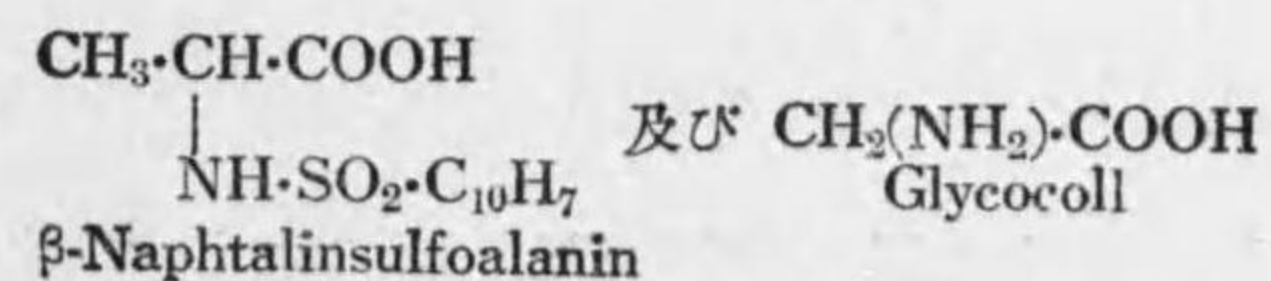 CH₃·CH·COOH
|
及び CH₂(NH₂)·COOH
NH·SO₂·C₁₀H₇
Glycocoll
β-Naphtalinsulfoalanin